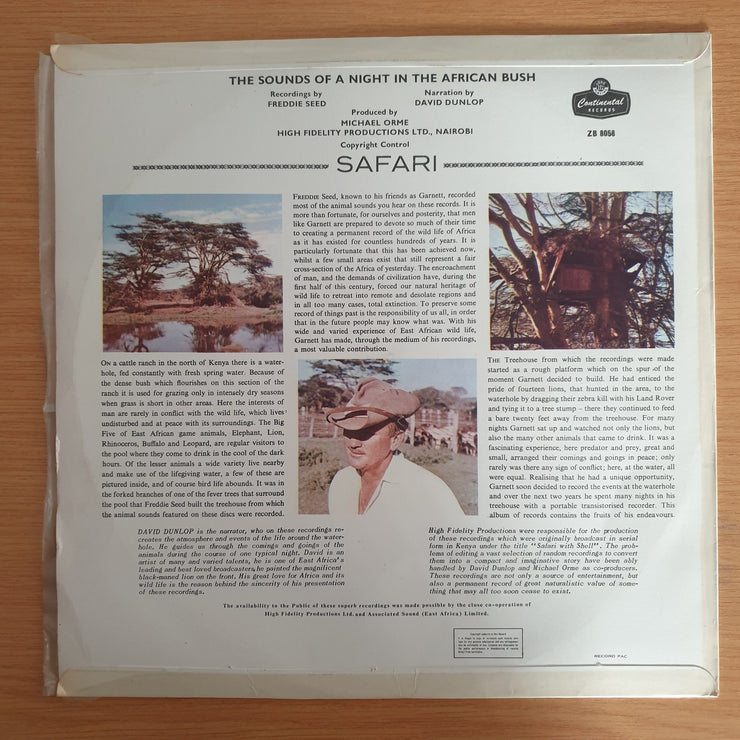 THE SOUNDS OF A NIGHT IN THE AFRICAN BUSH
Recordings by
FREDDIE SEED
Narration by
DAVID DUNLOP
Produced by
MICHAEL ORME
HIGH FIDELITY PRODUCTIONS LTD., NAIROBI
Copyright Control
Continental
RECORDS
ZB 8058
SAFARI
FREDDIE Seed, known to his friends as Garnett, recorded
most of the animal sounds you hear on these records. It is
more than fortunate, for ourselves and posterity, that men
like Garnett are prepared to devote so much of their time
to creating a permanent record of the wild life of Africa
as it has existed for countless hundreds of years. It is
particularly fortunate that this has been achieved now,
whilst a few small areas exist that still represent a fair
cross-section of the Africa of yesterday. The encroachment
of man, and the demands of civilization have, during the
first half of this century, forced our natural heritage of
wild life to retreat into remote and desolate regions and
in all too many cases, total extinction. To preserve some
record of things past is the responsibility of us all, in order
that in the future people may know what was. With his
wide and varied experience of East African wild life,
Garnett has made, through the medium of his recordings,
a most valuable contribution.
ON a cattle ranch in the north of Kenya there is a water-
hole, fed constantly with fresh spring water. Because of
the dense bush which flourishes on this section of the
ranch it is used for grazing only in intensely dry seasons
when grass is short in other areas. Here the interests of
man are rarely in conflict with the wild life, which lives
undisturbed and at peace with its surroundings. The Big
Five of East African game animals, Elephant, Lion,
Rhinoceros, Buffalo and Leopard, are regular visitors to
the pool where they come to drink in the cool of the dark
hours. Of the lesser animals a wide variety live nearby
and make use of the lifegiving water, a few of these are
pictured inside, and of course bird life abounds. It was in
the forked branches of one of the fever trees that surround
the pool that Freddie Seed built the treehouse from which
the animal sounds featured on these discs were recorded.
THE Treehouse from which the recordings were made
started as a rough platform which on the spur of the
moment Garnett decided to build. He had enticed the
pride of fourteen lions, that hunted in the area, to the
waterhole by dragging their zebra kill with his Land Rover
and tying it to a tree stump – there they continued to feed
a bare twenty feet away from the treehouse. For many
nights Garnett sat up and watched not only the lions, but
also the many other animals that came to drink. It was a
fascinating experience, here predator and prey, great and
small, arranged their comings and goings in peace; only
rarely was there any sign of conflict; here, at the water, all
were equal. Realising that he had a unique opportunity,
Garnett soon decided to record the events at the waterhole
and over the next two years he spent many nights in his
treehouse with a portable transistorised recorder. This
album of records contains the fruits of his endeavours.
DAVID DUNLOP is the narrator, who on these recordings re-
creates the atmosphere and events of the life around the water-
hole. He guides us through the comings and goings of the
animals during the course of one typical night. David is an
artist of many and varied talents, he is one of East Africa's
leading and best loved broadcasters, he painted the magnificent
black-maned lion on the front. His great love for Africa and its
wild life is the reason behind the sincerity of his presentation
of these recordings.
High Fidelity Productions were responsible for the production
of these recordings which were originally broadcast in serial
form in Kenya under the title "Safari with Shell". The prob-
lems of editing a vast selection of random recordings to convert
them into a compact and imaginative story have been ably
handled by David Dunlop and Michael Orme as co-producers.
These recordings are not only a source of entertainment, but
also a permanent record of great naturalistic value of some-
thing that may all too soon cease to exist.
The availability to the Public of these superb recordings was made possible by the close co-operation of
High Fidelity Productions Ltd. and Associated Sound (East Africa) Limited.
RECORD PAC